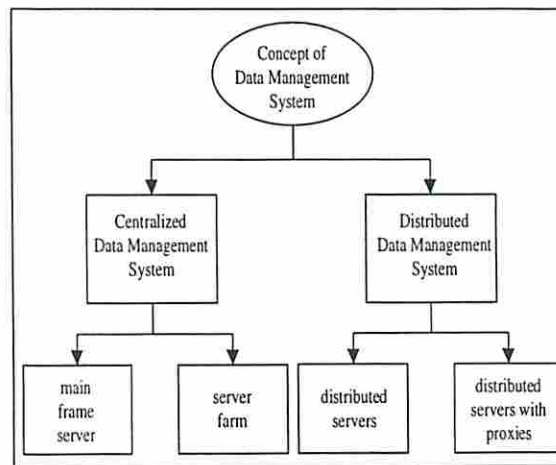 Concept of
Data Management
System
Centralized
Data Management
System
Distributed
Data Management
System
main
frame
server
server
farm
distributed
servers
distributed
servers with
proxies